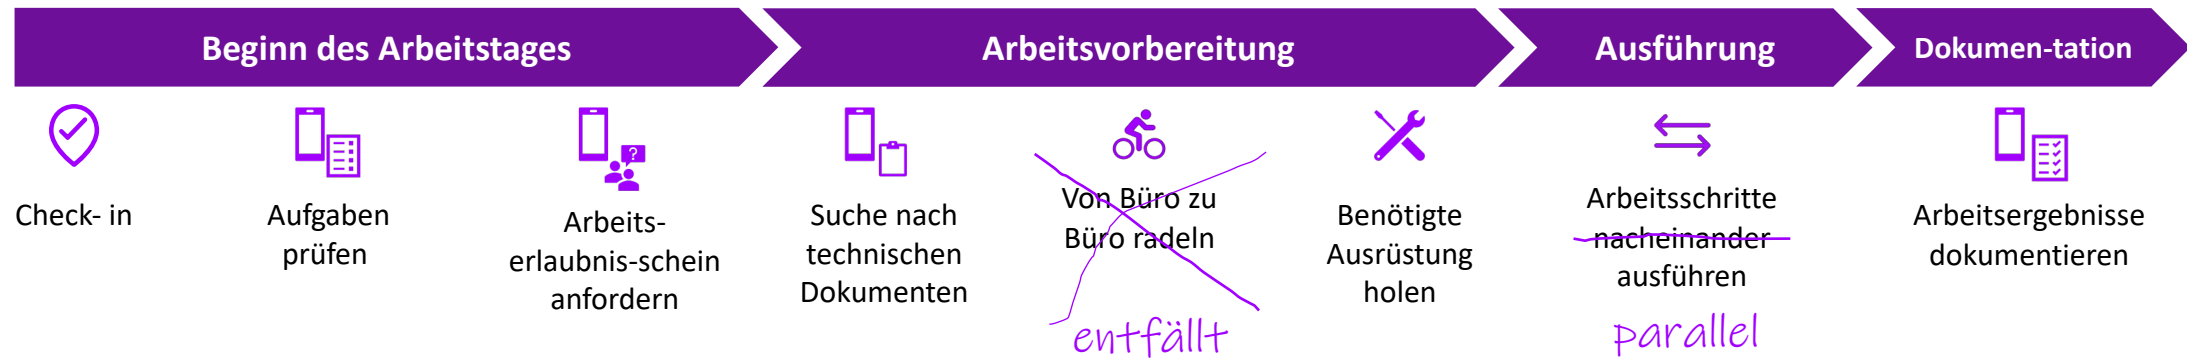 Beginn des Arbeitstages
Arbeitsvorbereitung
Ausführung
Dokumen-tation
Check- in
Aufgaben
prüfen
?
Arbeits-
erlaubnis-schein
anfordern
Suche nach
technischen
Dokumenten
Von Büro zu
Büro radeln
entfällt
Benötigte
Ausrüstung
holen
Arbeitsschritte
nacheinander
ausführen
parallel
Arbeitsergebnisse
dokumentieren